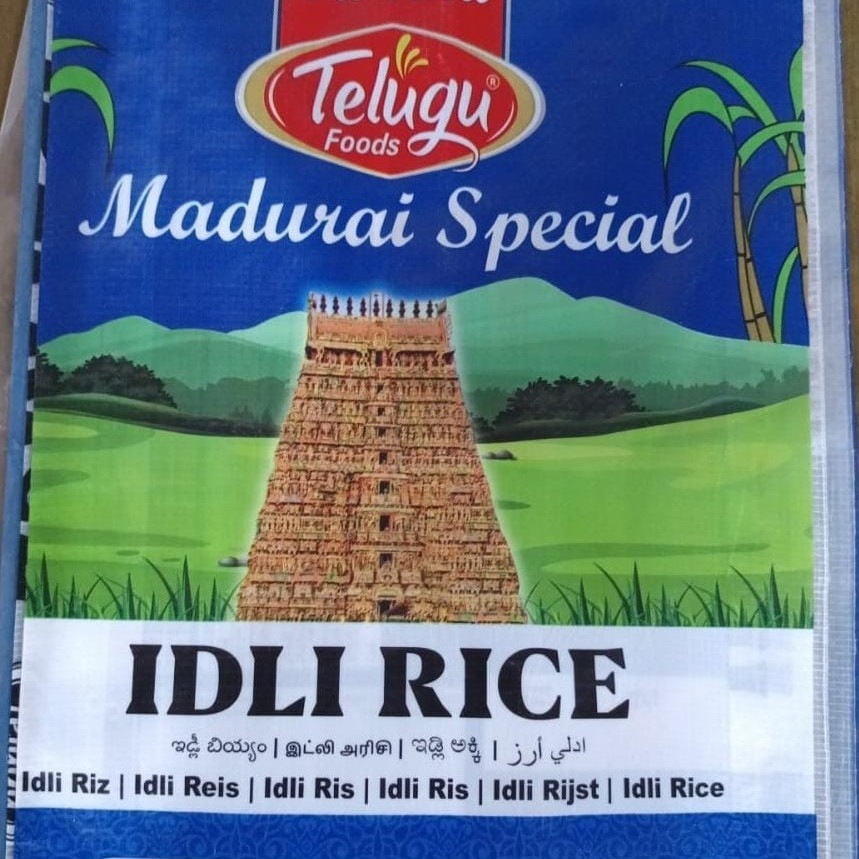 Telugu®
Foods
Madurai Special
IDLI RICE
ఇడ్లీ బియ్యం | இட்லி அரிசி | ಇಡ್ಲಿ ಅಕ್ಕಿ | ادلي أرز
Idli Riz | Idli Reis | Idli Ris | Idli Ris | Idli Rijst | Idli Rice